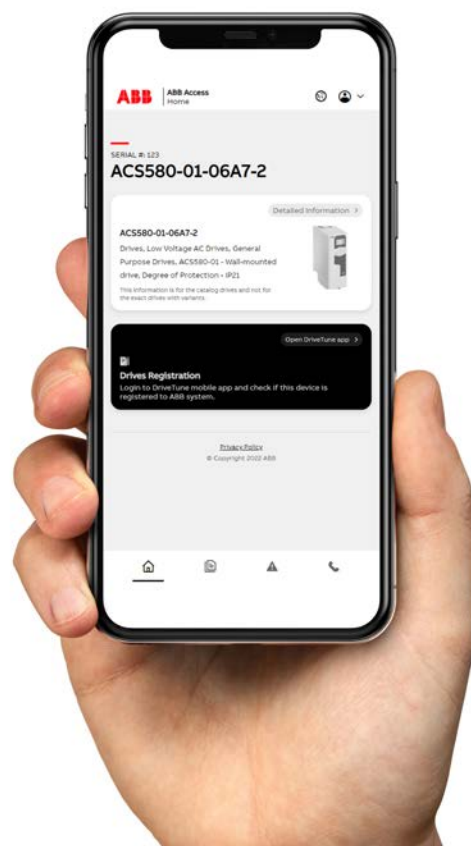 ABB
ABB Access
Home
SERIAL #: 123
ACS580-01-06A7-2
Detailed Information >
ACS580-01-06A7-2
Drives, Low Voltage AC Drives, General
Purpose Drives, ACS580-01 - Wall-mounted
drive, Degree of Protection - IP21
This information is for the catalog drives and not for
the exact drives with variants.
Open DriveTune app >
Drives Registration
Login to DriveTune mobile app and check if this device is
registered to ABB system.
Privacy Policy
© Copyright 2022 ABB